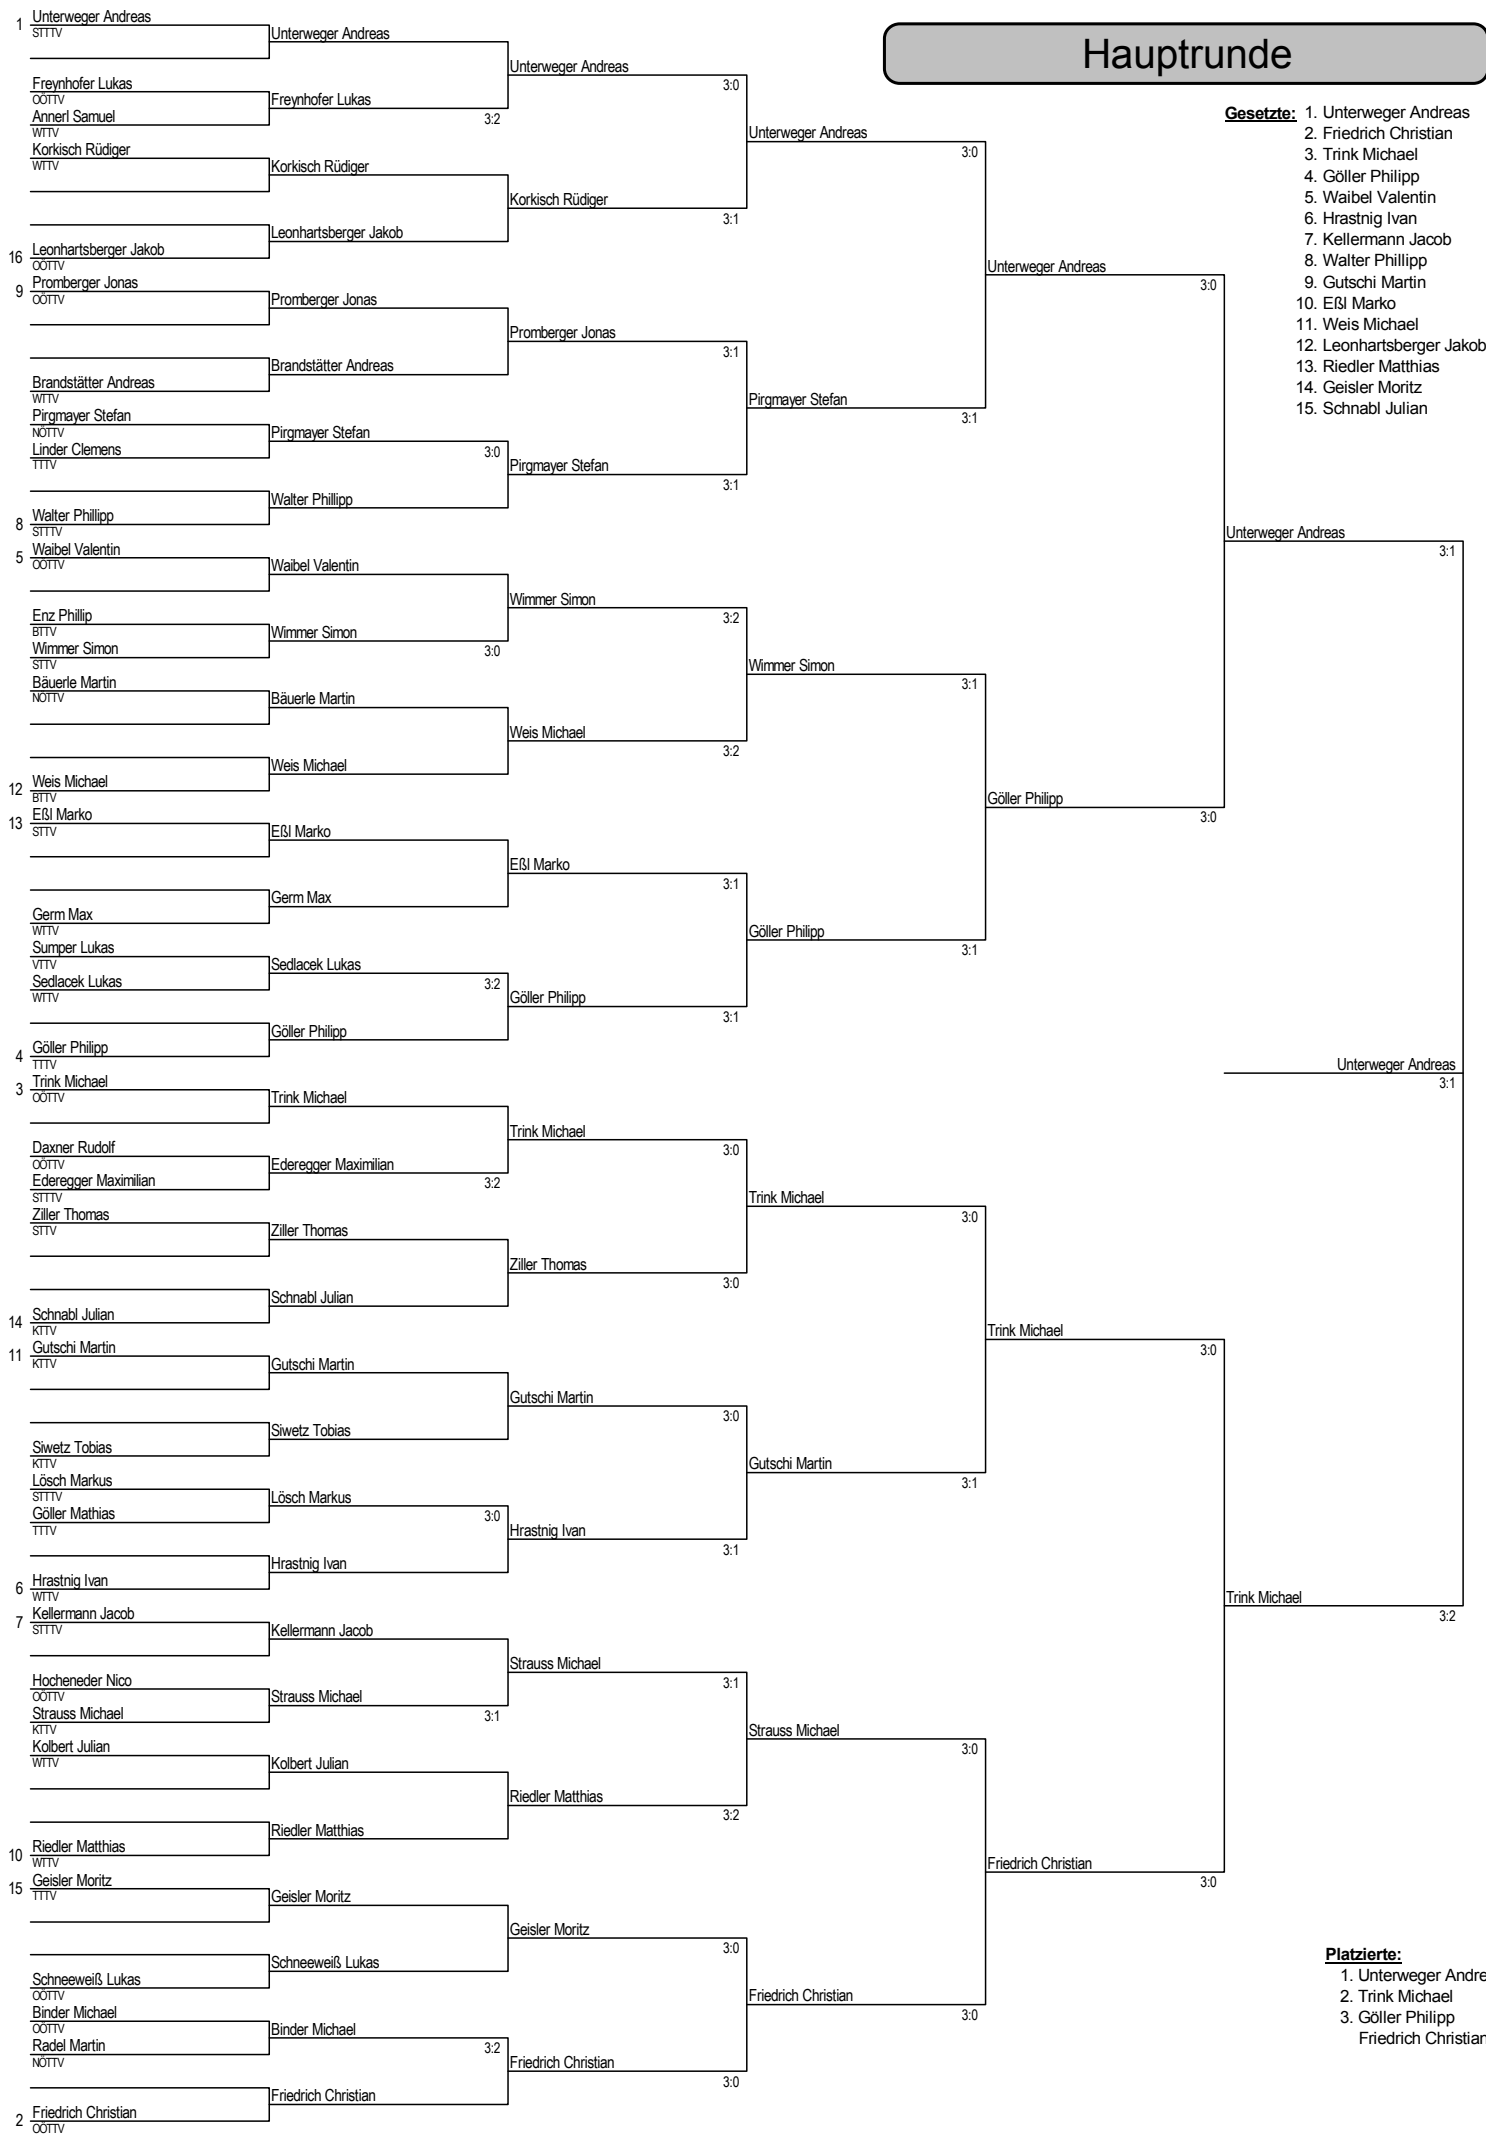 Hauptrunde
Gesetzte: 1. Unterweger Andreas
2. Friedrich Christian
3. Trink Michael
4. Göller Philipp
5. Waibel Valentin
6. Hrastnig Ivan
7. Kellermann Jacob
8. Walter Phillipp
9. Gutschi Martin
10. Eßl Marko
11. Weis Michael
12. Leonhartsberger Jakob
13. Riedler Matthias
14. Geisler Moritz
15. Schnabl Julian
1 Unterweger Andreas
STTTV
Freynhofer Lukas
OÖTTV
Annerl Samuel
WTTV
Korkisch Rüdiger
WTTV
16 Leonhartsberger Jakob
OÖTTV
9 Promberger Jonas
OÖTTV
Brandstätter Andreas
WTTV
Pirgmayer Stefan
NÖTTV
Linder Clemens
TTTV
8 Walter Phillipp
STTTV
5 Waibel Valentin
OÖTTV
Enz Phillip
BTTV
Wimmer Simon
STTV
Bäuerle Martin
NÖTTV
12 Weis Michael
BTTV
13 Eßl Marko
STTV
Germ Max
WTTV
Sumper Lukas
VTTV
Sedlacek Lukas
WTTV
4 Göller Philipp
TTTV
3 Trink Michael
OÖTTV
Daxner Rudolf
OÖTTV
Ederegger Maximilian
STTTV
Ziller Thomas
STTV
14 Schnabl Julian
KTTV
11 Gutschi Martin
KTTV
Siwetz Tobias
KTTV
Lösch Markus
STTTV
Göller Mathias
TTTV
6 Hrastnig Ivan
WTTV
7 Kellermann Jacob
STTTV
Hocheneder Nico
OÖTTV
Strauss Michael
KTTV
Kolbert Julian
WTTV
10 Riedler Matthias
WTTV
15 Geisler Moritz
TTTV
Schneeweiß Lukas
OÖTTV
Binder Michael
OÖTTV
Radel Martin
NÖTTV
2 Friedrich Christian
OÖTTV
Unterweger Andreas
Freynhofer Lukas
3:2
Korkisch Rüdiger
Leonhartsberger Jakob
Promberger Jonas
Brandstätter Andreas
Pirgmayer Stefan
3:0
Walter Phillipp
Waibel Valentin
Wimmer Simon
3:0
Bäuerle Martin
Weis Michael
Eßl Marko
Germ Max
Sedlacek Lukas
3:2
Göller Philipp
Trink Michael
Ederegger Maximilian
3:2
Ziller Thomas
Schnabl Julian
Gutschi Martin
Siwetz Tobias
Lösch Markus
3:0
Hrastnig Ivan
Kellermann Jacob
Strauss Michael
3:1
Kolbert Julian
Riedler Matthias
Geisler Moritz
Schneeweiß Lukas
Binder Michael
3:2
Friedrich Christian
Unterweger Andreas
3:0
Korkisch Rüdiger
3:1
Promberger Jonas
3:1
Pirgmayer Stefan
3:1
Wimmer Simon
3:2
Weis Michael
3:2
Eßl Marko
3:1
Göller Philipp
3:1
Trink Michael
3:0
Ziller Thomas
3:0
Gutschi Martin
3:0
Hrastnig Ivan
3:1
Strauss Michael
3:1
Riedler Matthias
3:2
Geisler Moritz
3:0
Friedrich Christian
3:0
Unterweger Andreas
3:0
Pirgmayer Stefan
3:1
Wimmer Simon
3:1
Göller Philipp
3:1
Trink Michael
3:0
Gutschi Martin
3:1
Strauss Michael
3:0
Friedrich Christian
3:0
Unterweger Andreas
3:0
Göller Philipp
3:0
Trink Michael
3:0
Friedrich Christian
3:0
Unterweger Andreas
3:1
Trink Michael
3:2
Unterweger Andreas
3:1
Platzierte:
1. Unterweger Andre
2. Trink Michael
3. Göller Philipp
Friedrich Christian